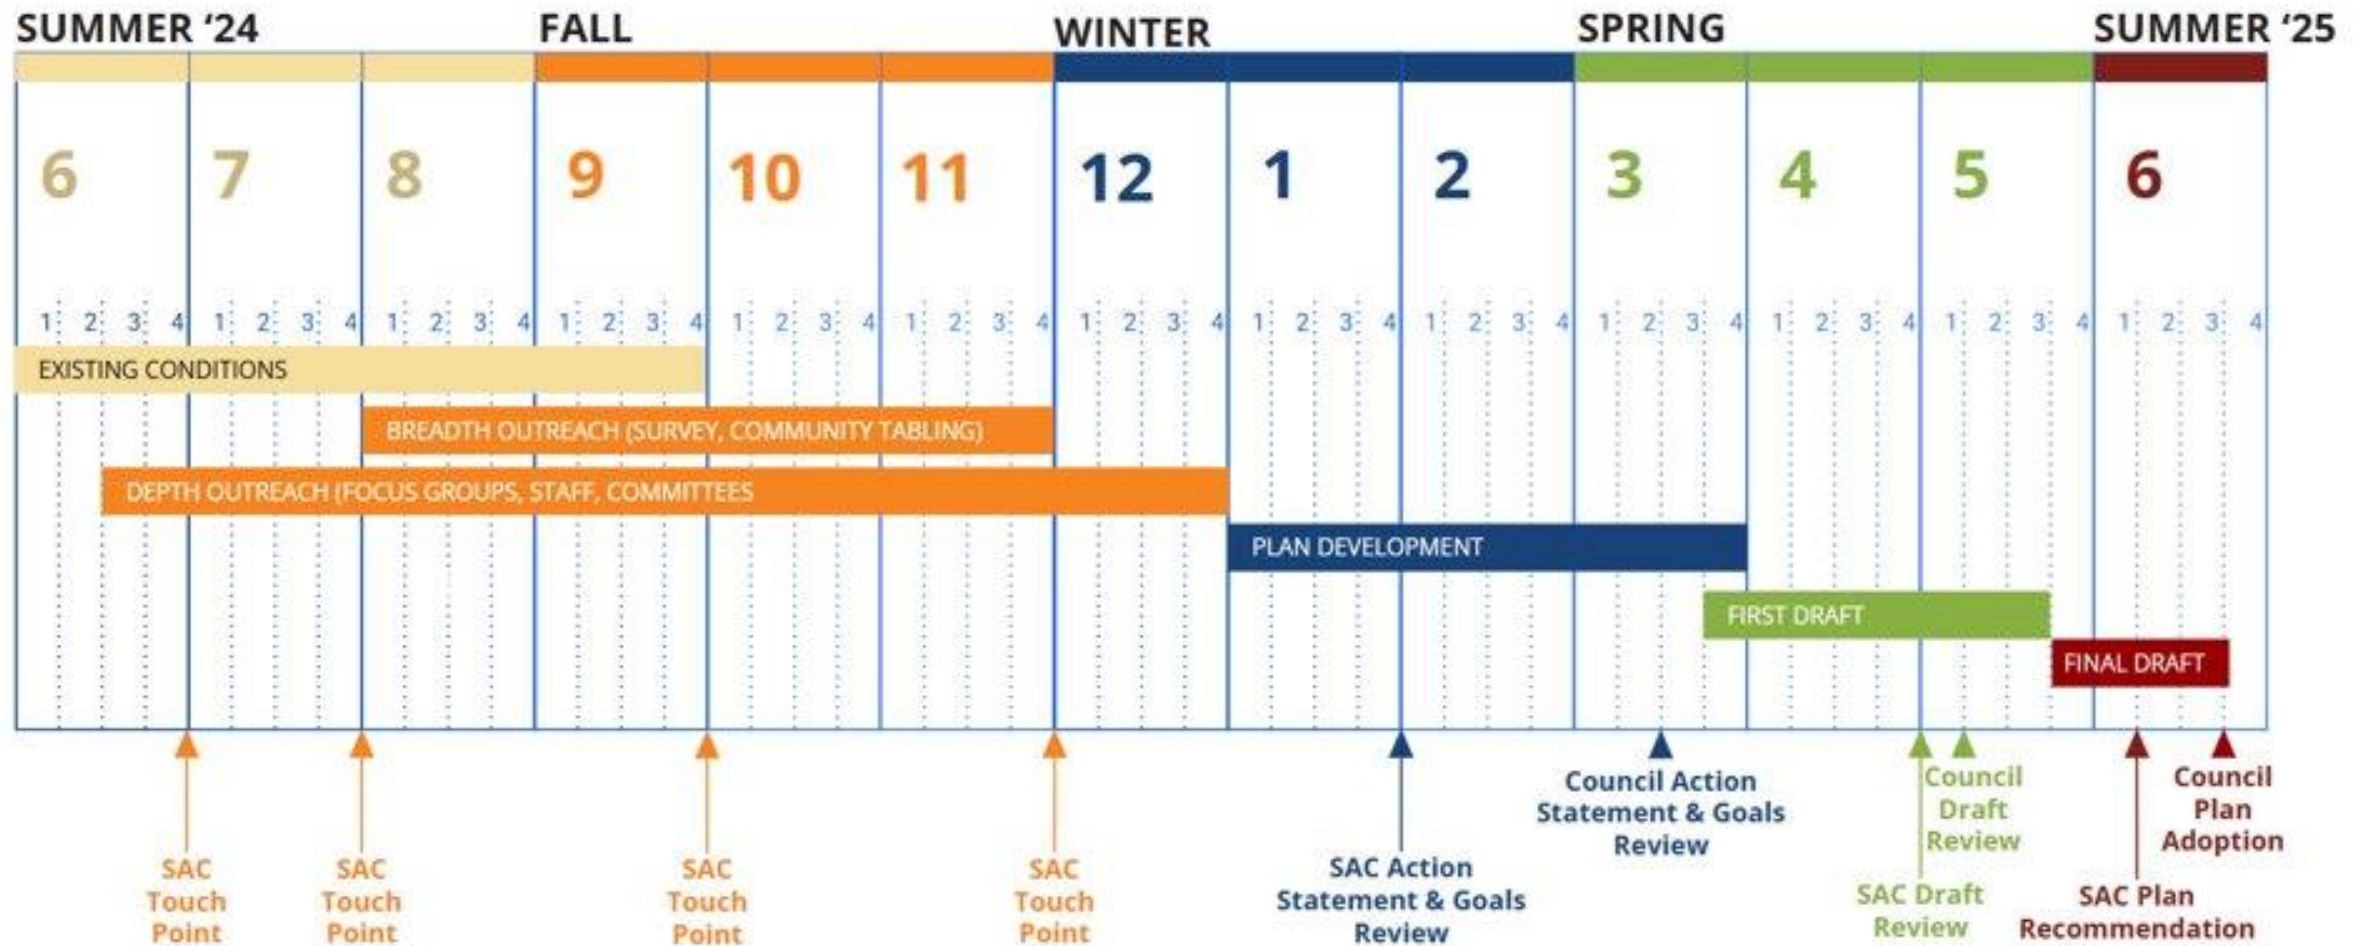 SUMMER ‘24 FALL WINTER SPRING SUMMER ‘25
6 7 8 9 10 11 12 1 2 3 4 5 6
1 2 3 4 1 2 3 4 1 2 3 4 1 2 3 4 1 2 3 4 1 2 3 4 1 2 3 4 1 2 3 4 1 2 3 4 1 2 3 4 1 2 3 4 1 2 3 4 1 2 3 4
EXISTING CONDITIONS
BREADTH OUTREACH (SURVEY, COMMUNITY TABLING)
DEPTH OUTREACH (FOCUS GROUPS, STAFF, COMMITTEES
PLAN DEVELOPMENT
FIRST DRAFT
FINAL DRAFT
SAC
Touch
Point
SAC
Touch
Point
SAC
Touch
Point
SAC
Touch
Point
SAC Action
Statement & Goals
Review
Council Action
Statement & Goals
Review
SAC Draft
Review
Council
Draft
Review
SAC Plan
Recommendation
Council
Plan
Adoption